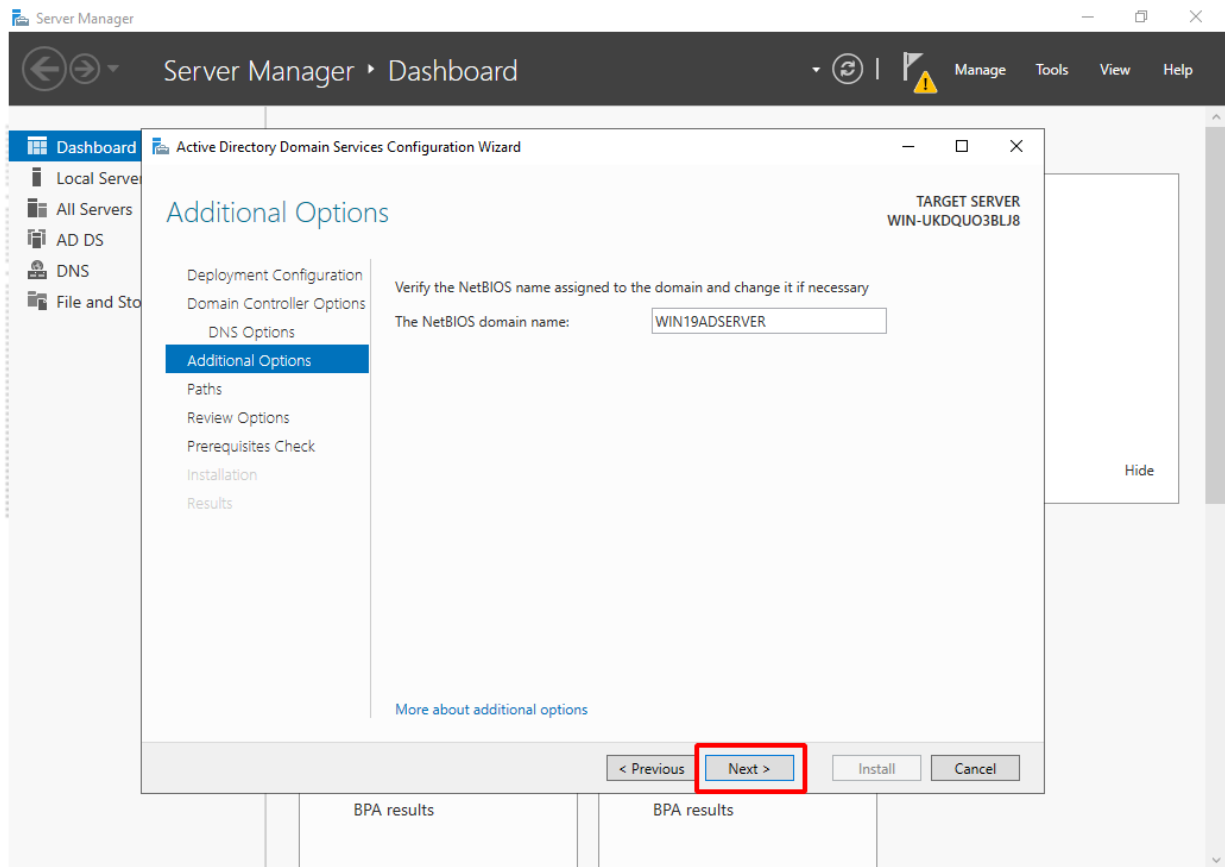 Server Manager
Server Manager ‣ Dashboard
Manage Tools View Help
Dashboard
Local Server
All Servers
AD DS
DNS
File and Sto
Active Directory Domain Services Configuration Wizard
Additional Options
TARGET SERVER
WIN-UKDQUO3BLJ8
Deployment Configuration
Domain Controller Options
DNS Options
Additional Options
Paths
Review Options
Prerequisites Check
Installation
Results
Verify the NetBIOS name assigned to the domain and change it if necessary
The NetBIOS domain name: WIN19ADSERVER
More about additional options
Hide
< Previous Next > Install Cancel
BPA results BPA results